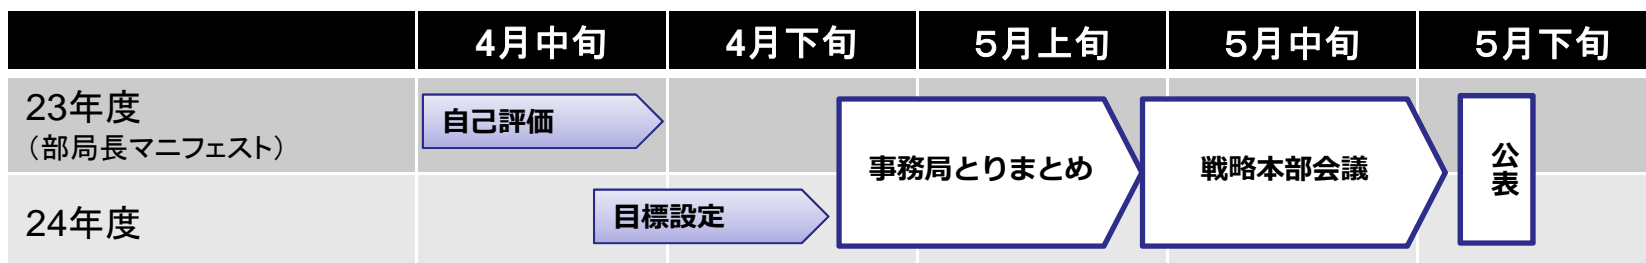 4月中旬 4月下旬 5月上旬 5月中旬 5月下旬
23年度
（部局長マニフェスト）
自己評価
事務局とりまとめ
戦略本部会議
公表
24年度
目標設定